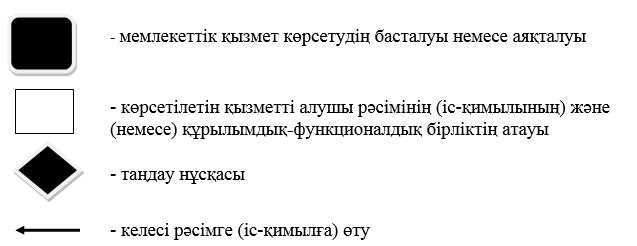 - мемлекеттік қызмет көрсетудің басталуы немесе аяқталуы
- көрсетілетін қызметті алушы рәсімінің (іс-қимылының) және
(немесе) құрылымдық-функционалдық бірліктің атауы
- таңдау нұсқасы
- келесі рәсімге (іс-қимылға) өту